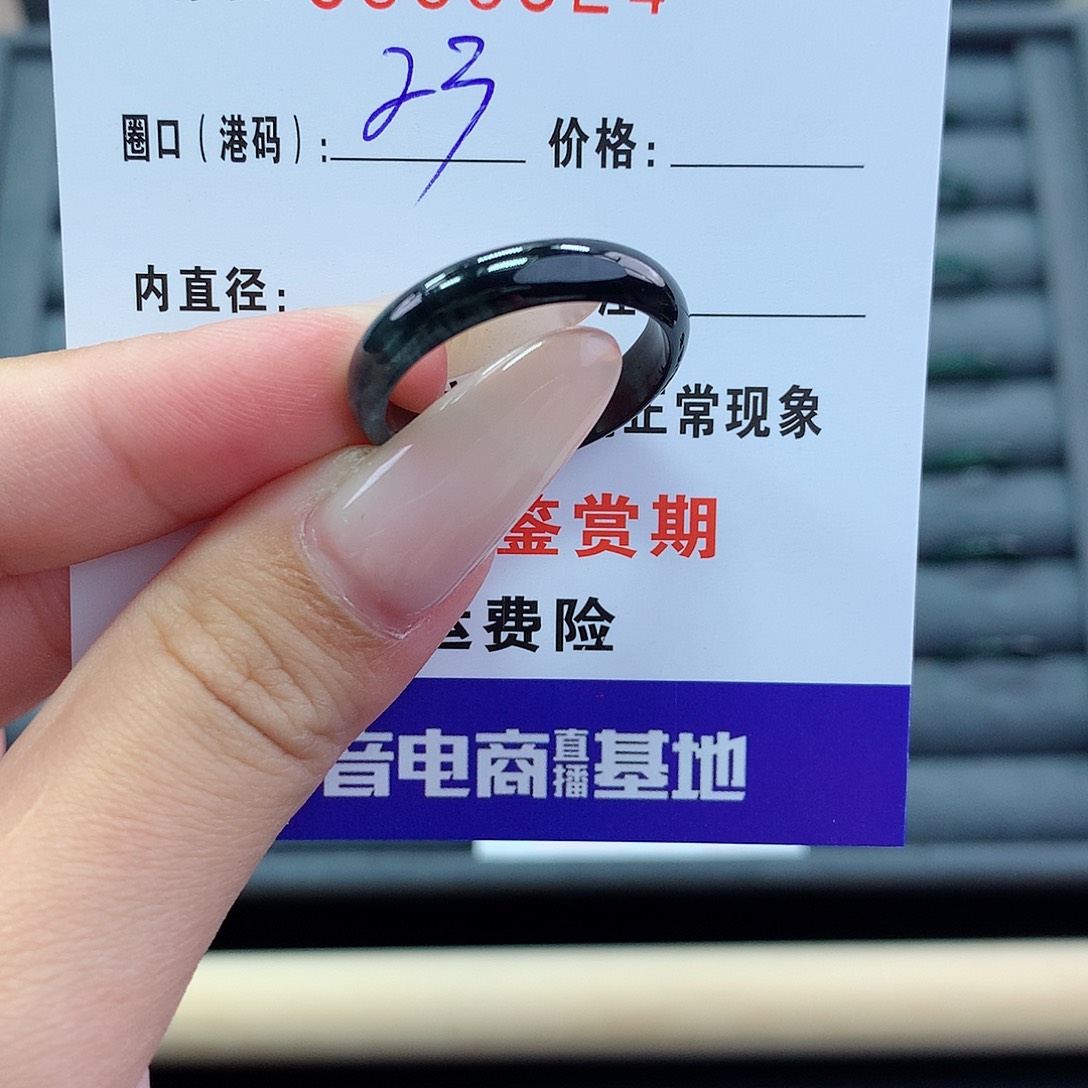 圈口(港码): 23 价格:
内直径:
正常现象
鉴赏期
运费险
音电商直播基地